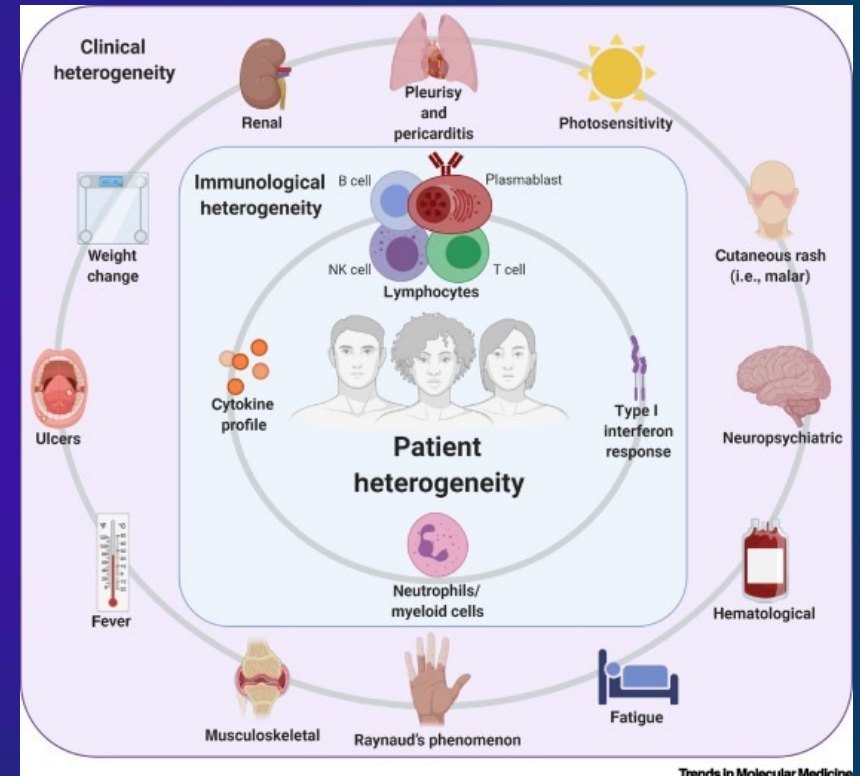 Clinical
heterogeneity
Renal
Pleurisy
and
pericarditis
Photosensitivity
Immunological
heterogeneity
B cell
Plasmablast
NK cell
T cell
Lymphocytes
Weight
change
Cutaneous rash
(i.e., malar)
Ulcers
Cytokine
profile
Type I
interferon
response
Neuropsychiatric
Patient
heterogeneity
Neutrophils/
myeloid cells
Fever
Hematological
Musculoskeletal
Raynaud's phenomenon
Fatigue
Trends in Molecular Medicine